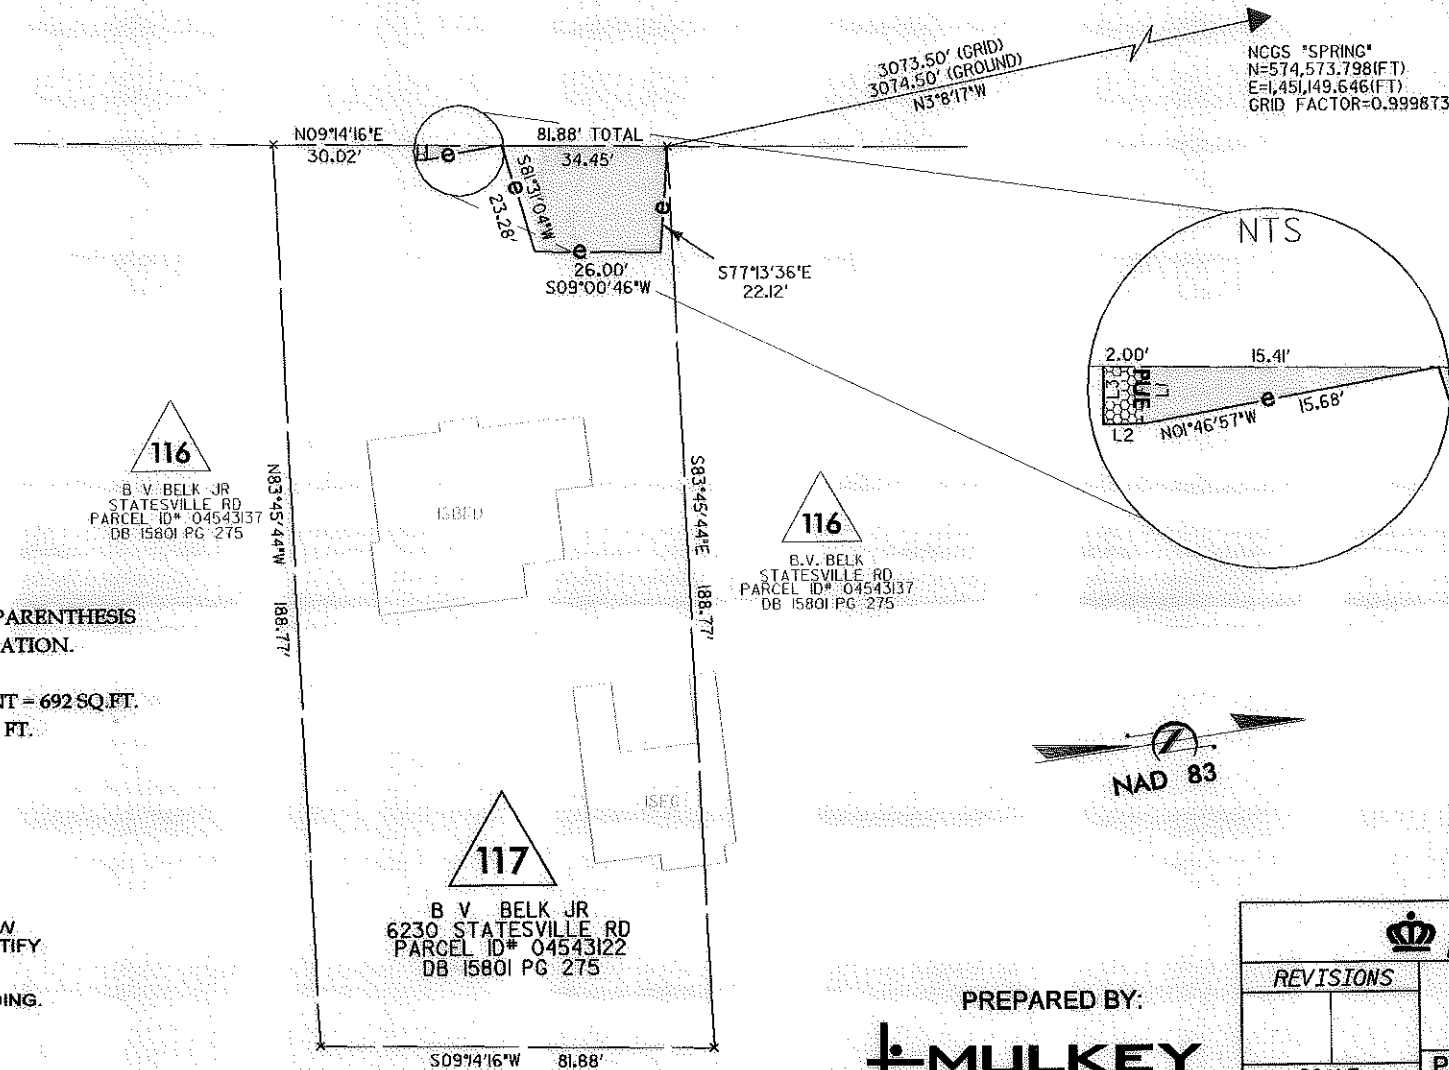 3073.50' (GRID)
3074.50' (GROUND)
N3°8'17"W
NCGS "SPRING"
N=574,573.798(FT)
E=1,451,149.646(FT)
GRID FACTOR=0.999873
N09°14'16"E
30.02'
81.88' TOTAL
34.45'
L1
e
e
e
e
S81°31'04"W
23.28'
26.00'
S09°00'46"W
S77°13'36"E
22.12'
NTS
2.00'
15.41'
L3
PUE
L1
L2
N01°46'57"W
e
15.68'
116
B V BELK JR
STATESVILLE RD
PARCEL ID# 04543137
DB 15801 PG 275
N83°45'44"W
188.77'
S83°45'44"E
188.77'
116
B.V. BELK
STATESVILLE RD
PARCEL ID# 04543137
DB 15801 PG 275
PARENTHESIS
ATION.
NT = 692 SQ.FT.
FT.
NAD 83
117
B V BELK JR
6230 STATESVILLE RD
PARCEL ID# 04543122
DB 15801 PG 275
W
TIFY
DING.
S09°14'16"W
81.88'
PREPARED BY:
MULKEY
REVISIONS